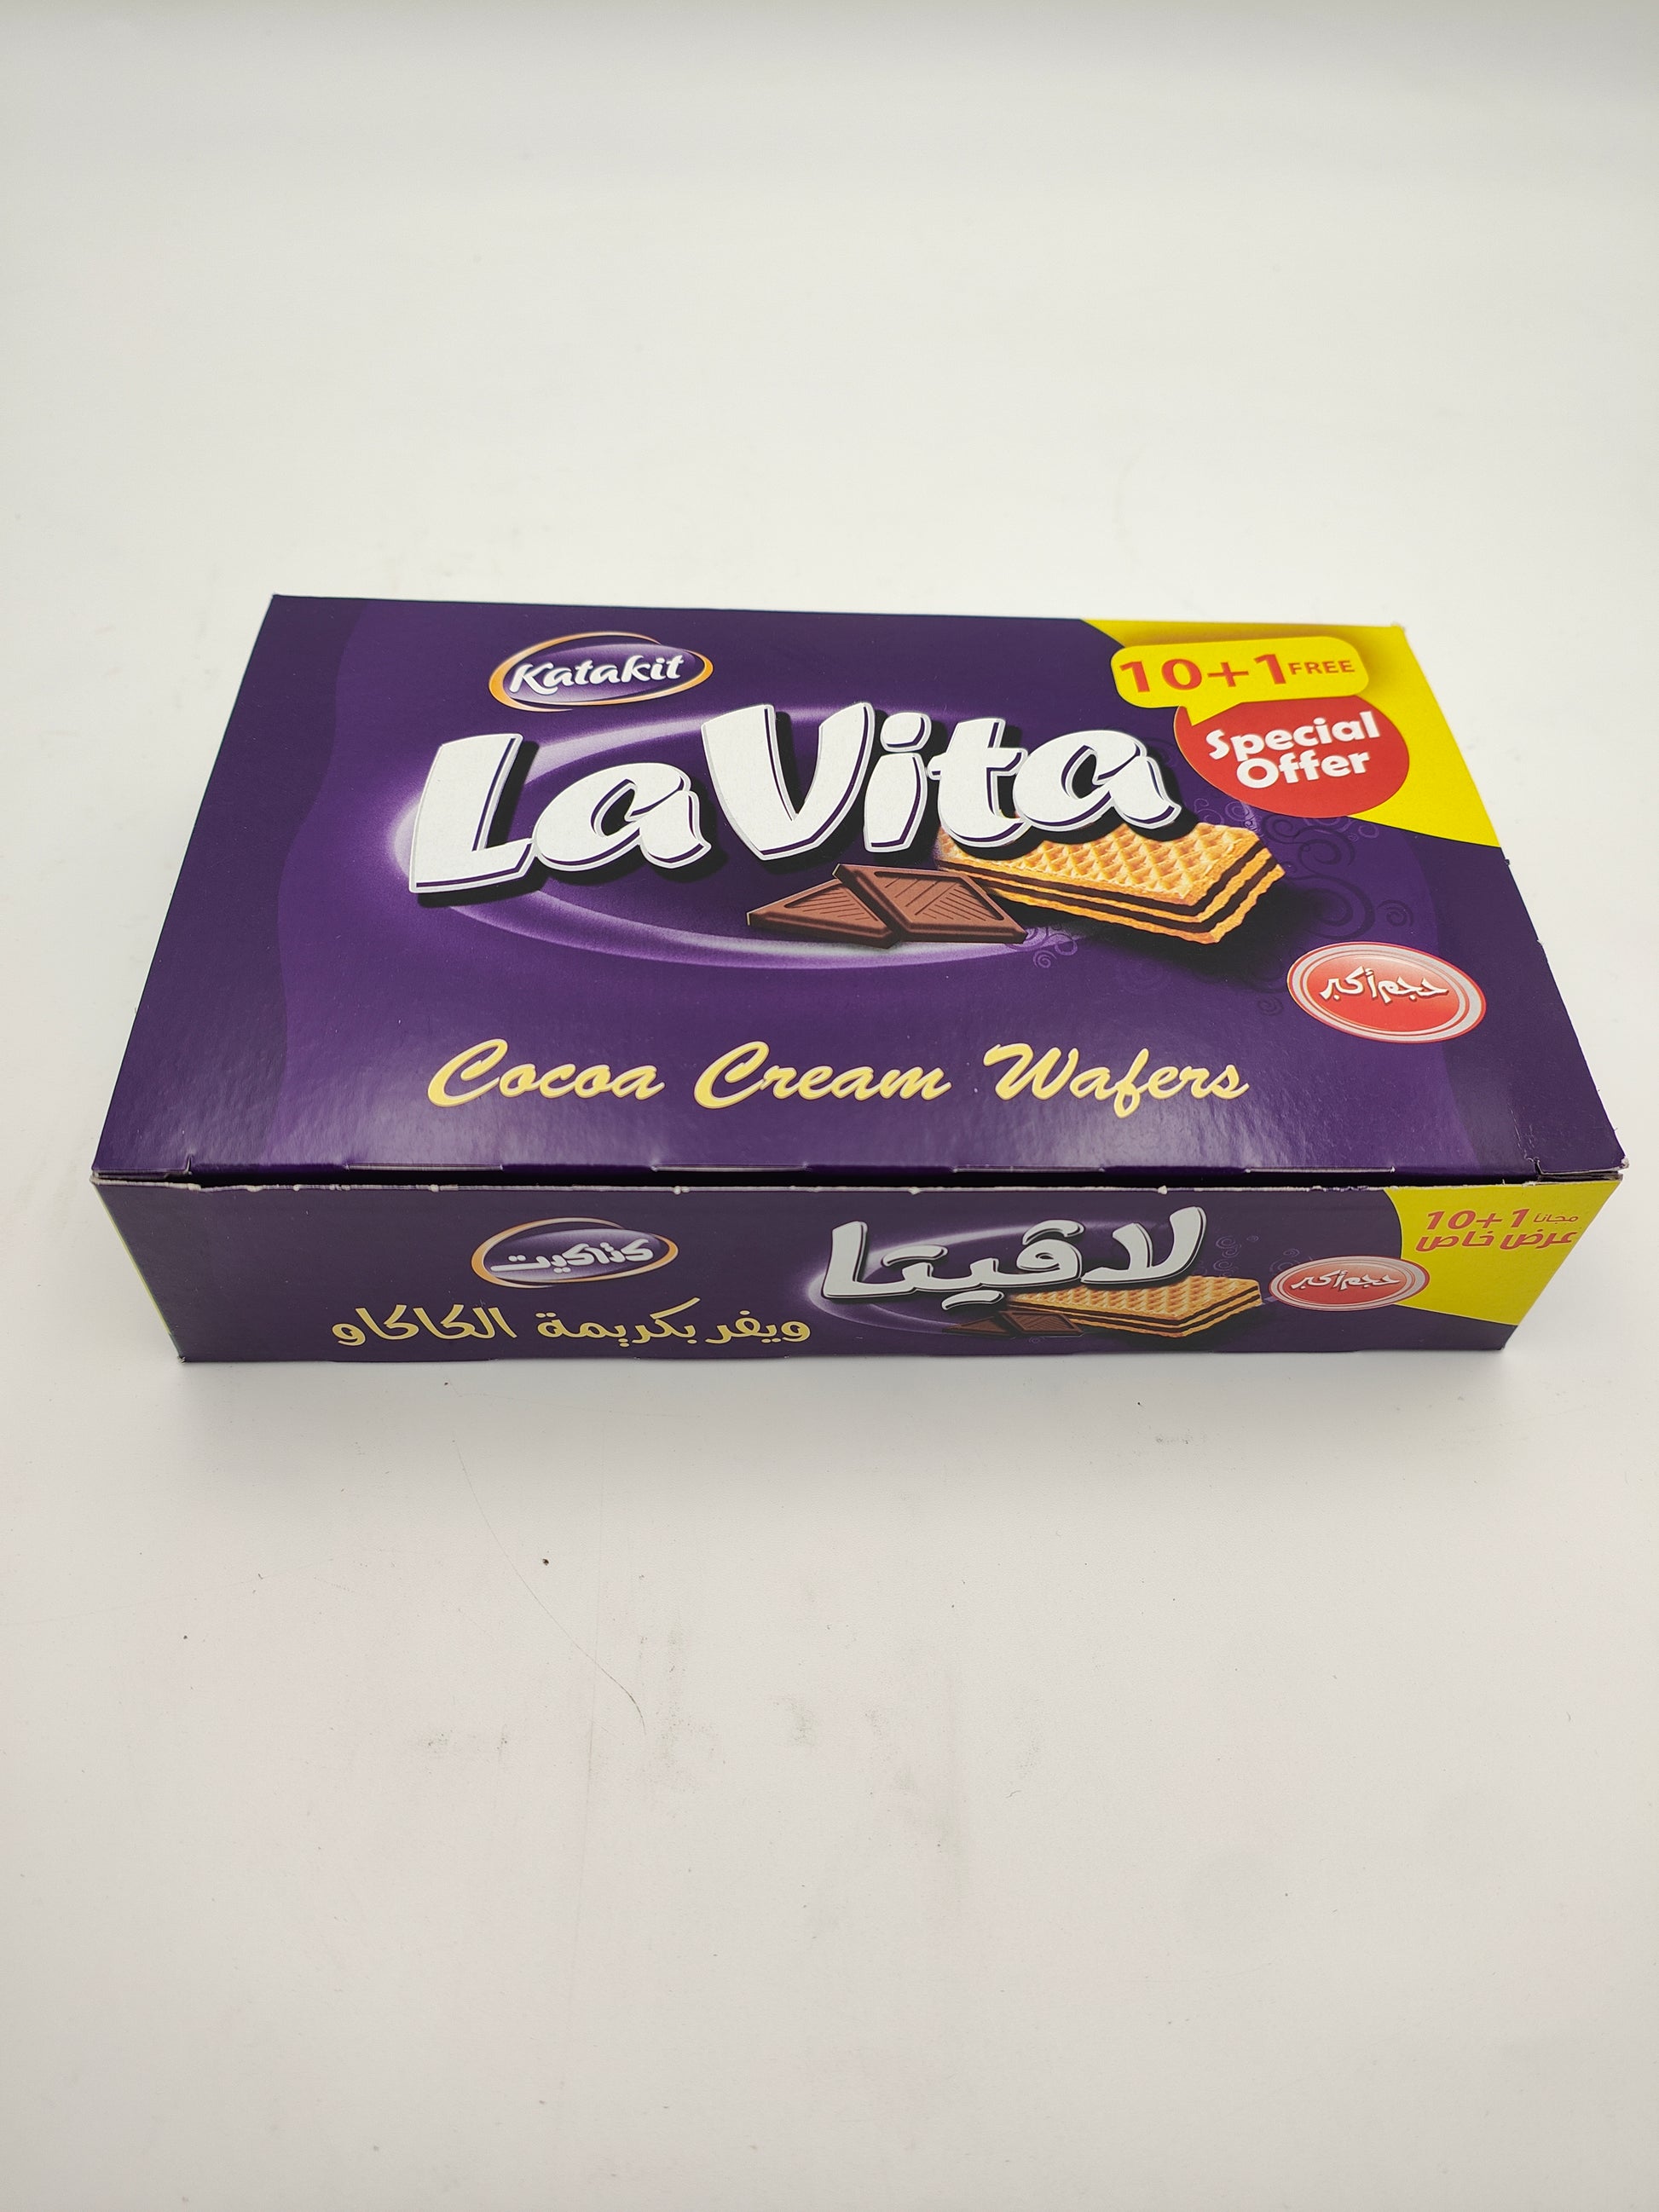 Katakit
10+1 FREE
LaVita
Special
Offer
حجم أكبر
Cocoa Cream Wafers
10+1 مجانا
عرض خاص
كتاكيت
لاڤيتا
حجم أكبر
ويفر بكريمة الكاكاو